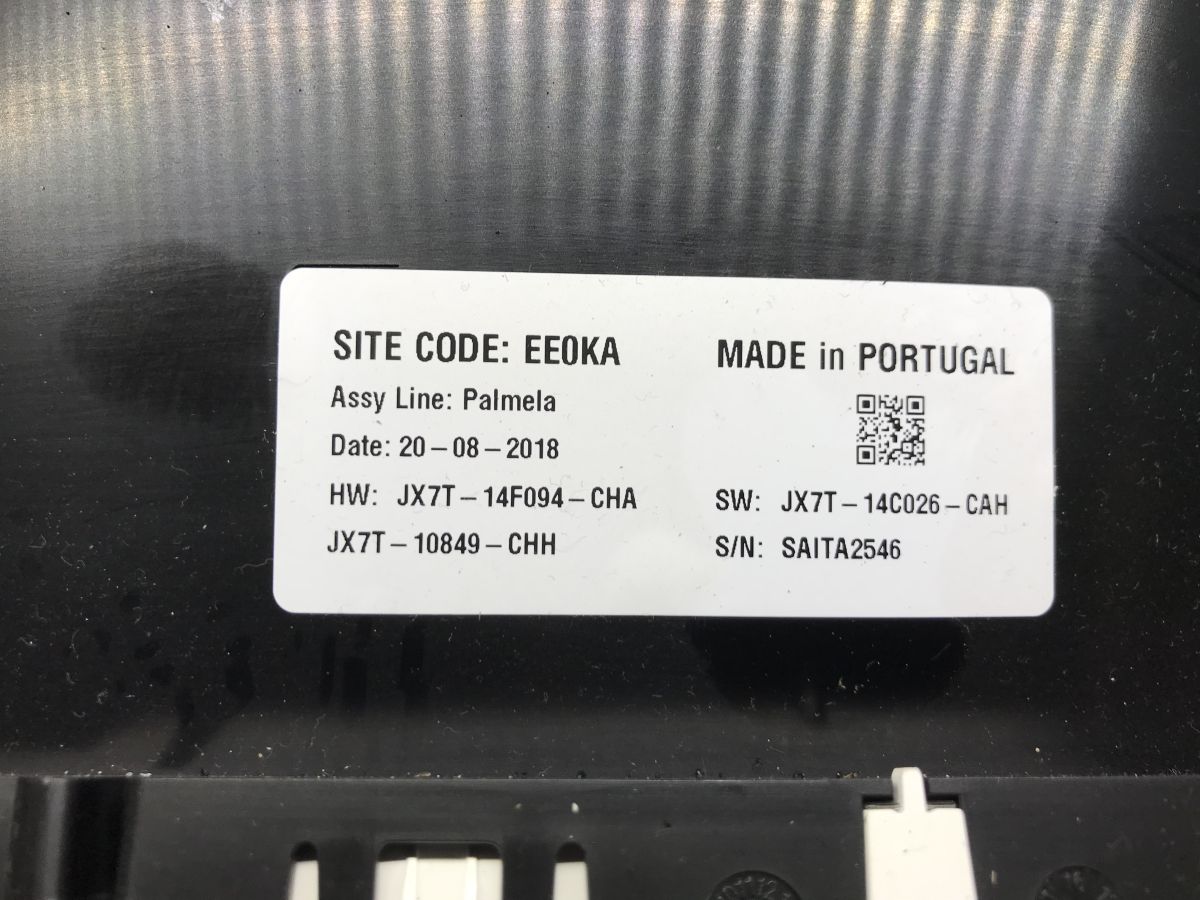 SITE CODE: EE0KA
MADE in PORTUGAL
Assy Line: Palmela
Date: 20-08-2018
HW: JX7T-14F094-CHA
SW: JX7T-14C026-CAH
JX7T-10849-CHH
S/N: SAITA2546